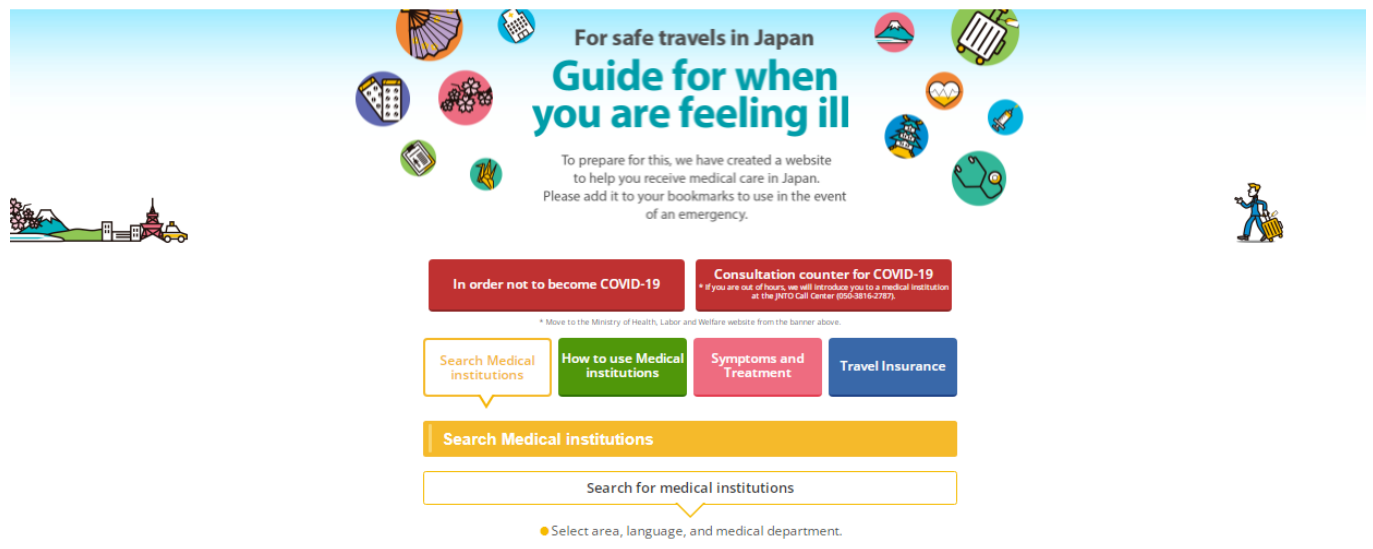 For safe travels in Japan
Guide for when
you are feeling ill
To prepare for this, we have created a website
to help you receive medical care in Japan.
Please add it to your bookmarks to use in the event
of an emergency.
In order not to become COVID-19
Consultation counter for COVID-19
* If you are out of hours, we will introduce you to a medical institution
at the JNTO Call Center (050-3816-2787).
* Move to the Ministry of Health, Labor and Welfare website from the banner above.
Search Medical
institutions
How to use Medical
institutions
Symptoms and
Treatment
Travel Insurance
Search Medical institutions
Search for medical institutions
Select area, language, and medical department.